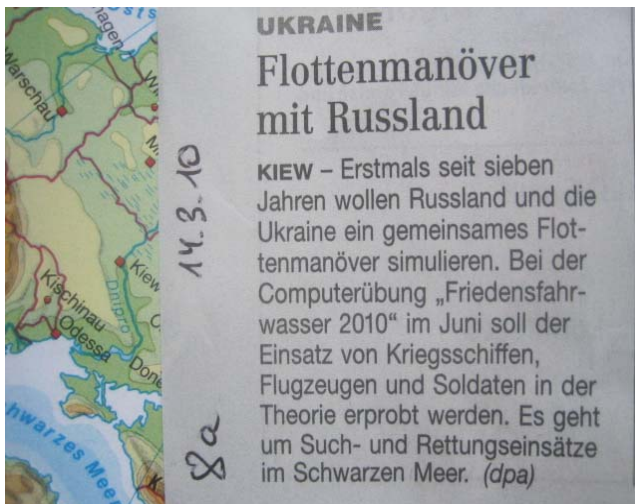 UKRAINE
Flottenmanöver
mit Russland
KIEW – Erstmals seit sieben
Jahren wollen Russland und die
Ukraine ein gemeinsames Flot-
tenmanöver simulieren. Bei der
Computerübung „Friedensfahr-
wasser 2010“ im Juni soll der
Einsatz von Kriegsschiffen,
Flugzeugen und Soldaten in der
Theorie erprobt werden. Es geht
um Such- und Rettungseinsätze
im Schwarzen Meer. (dpa)
14.3.10
8a
Warschau
Kiew
Dnipro
Kischinau
Odessa
Done
hwarzes Meer